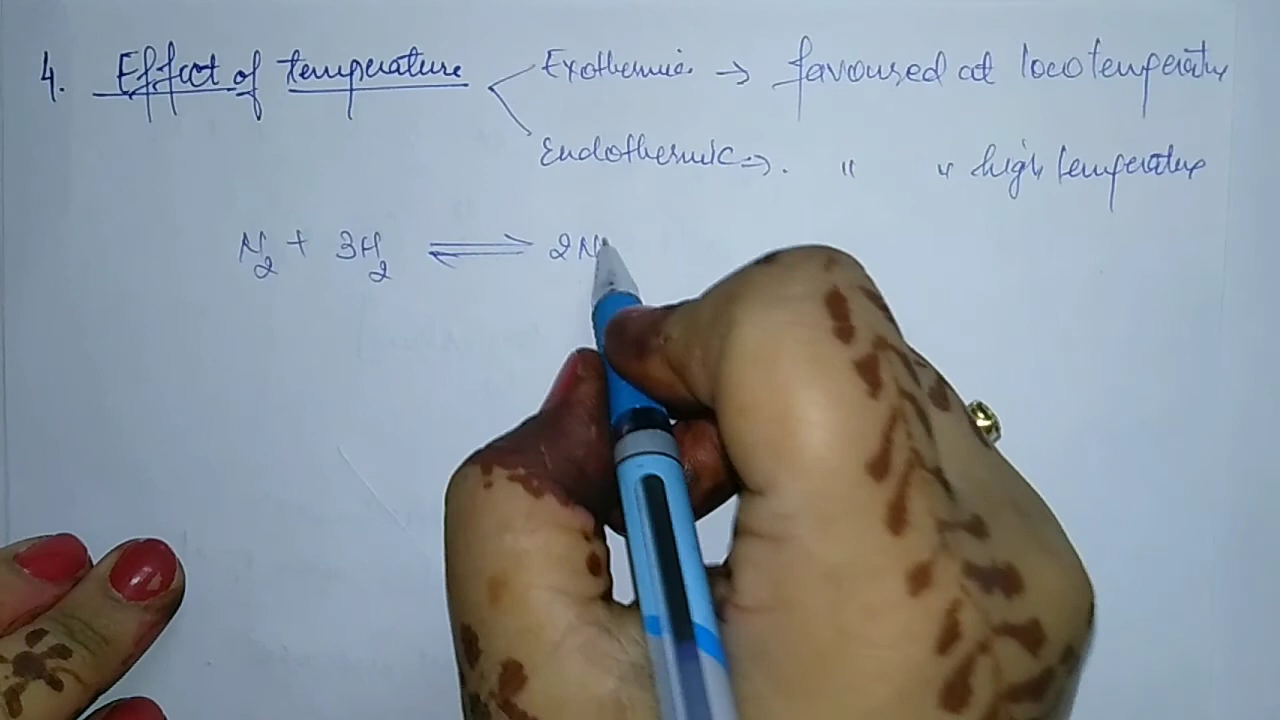 4. Effect of temperature Exothermic. → favoured at low temperature
Endothermic →. " " high temperature
N2 + 3H2 ⇌ 2N